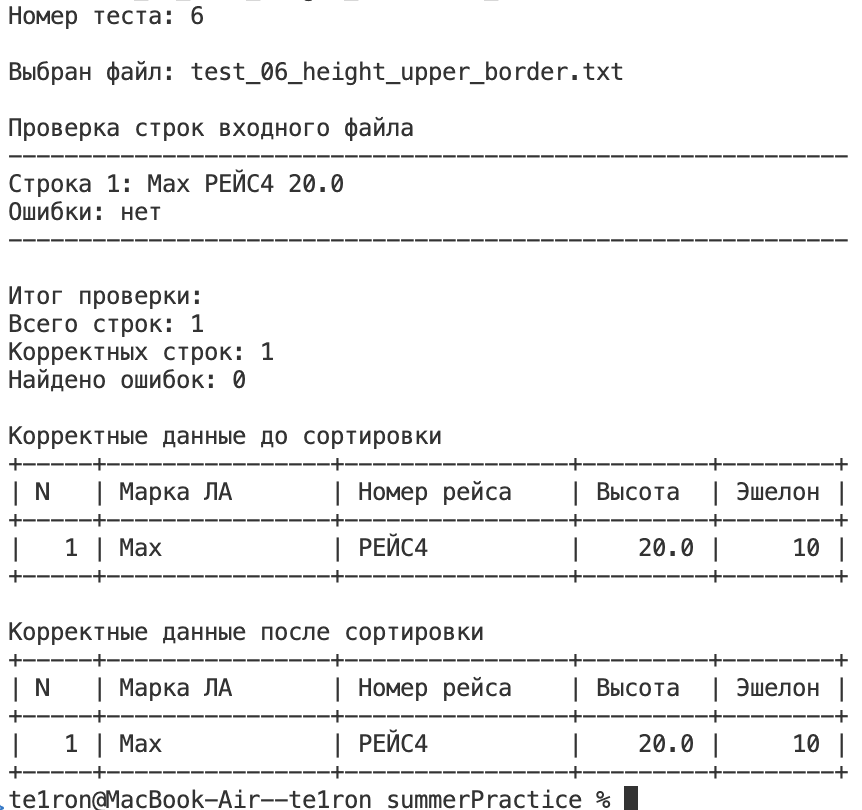 Номер теста: 6
Выбран файл: test_06_height_upper_border.txt
Проверка строк входного файла
------------------------------------------------------------
Строка 1: Max РЕЙС4 20.0
Ошибки: нет
------------------------------------------------------------
Итог проверки:
Всего строк: 1
Корректных строк: 1
Найдено ошибок: 0
Корректные данные до сортировки
+-----+----------------+----------------+---------+--------+
| N   | Марка ЛА       | Номер рейса    | Высота  | Эшелон |
+-----+----------------+----------------+---------+--------+
|   1 | Max            | РЕЙС4          |    20.0 |     10 |
+-----+----------------+----------------+---------+--------+
Корректные данные после сортировки
+-----+----------------+----------------+---------+--------+
| N   | Марка ЛА       | Номер рейса    | Высота  | Эшелон |
+-----+----------------+----------------+---------+--------+
|   1 | Max            | РЕЙС4          |    20.0 |     10 |
+-----+----------------+----------------+---------+--------+
te1ron@MacBook-Air--te1ron summerPractice %